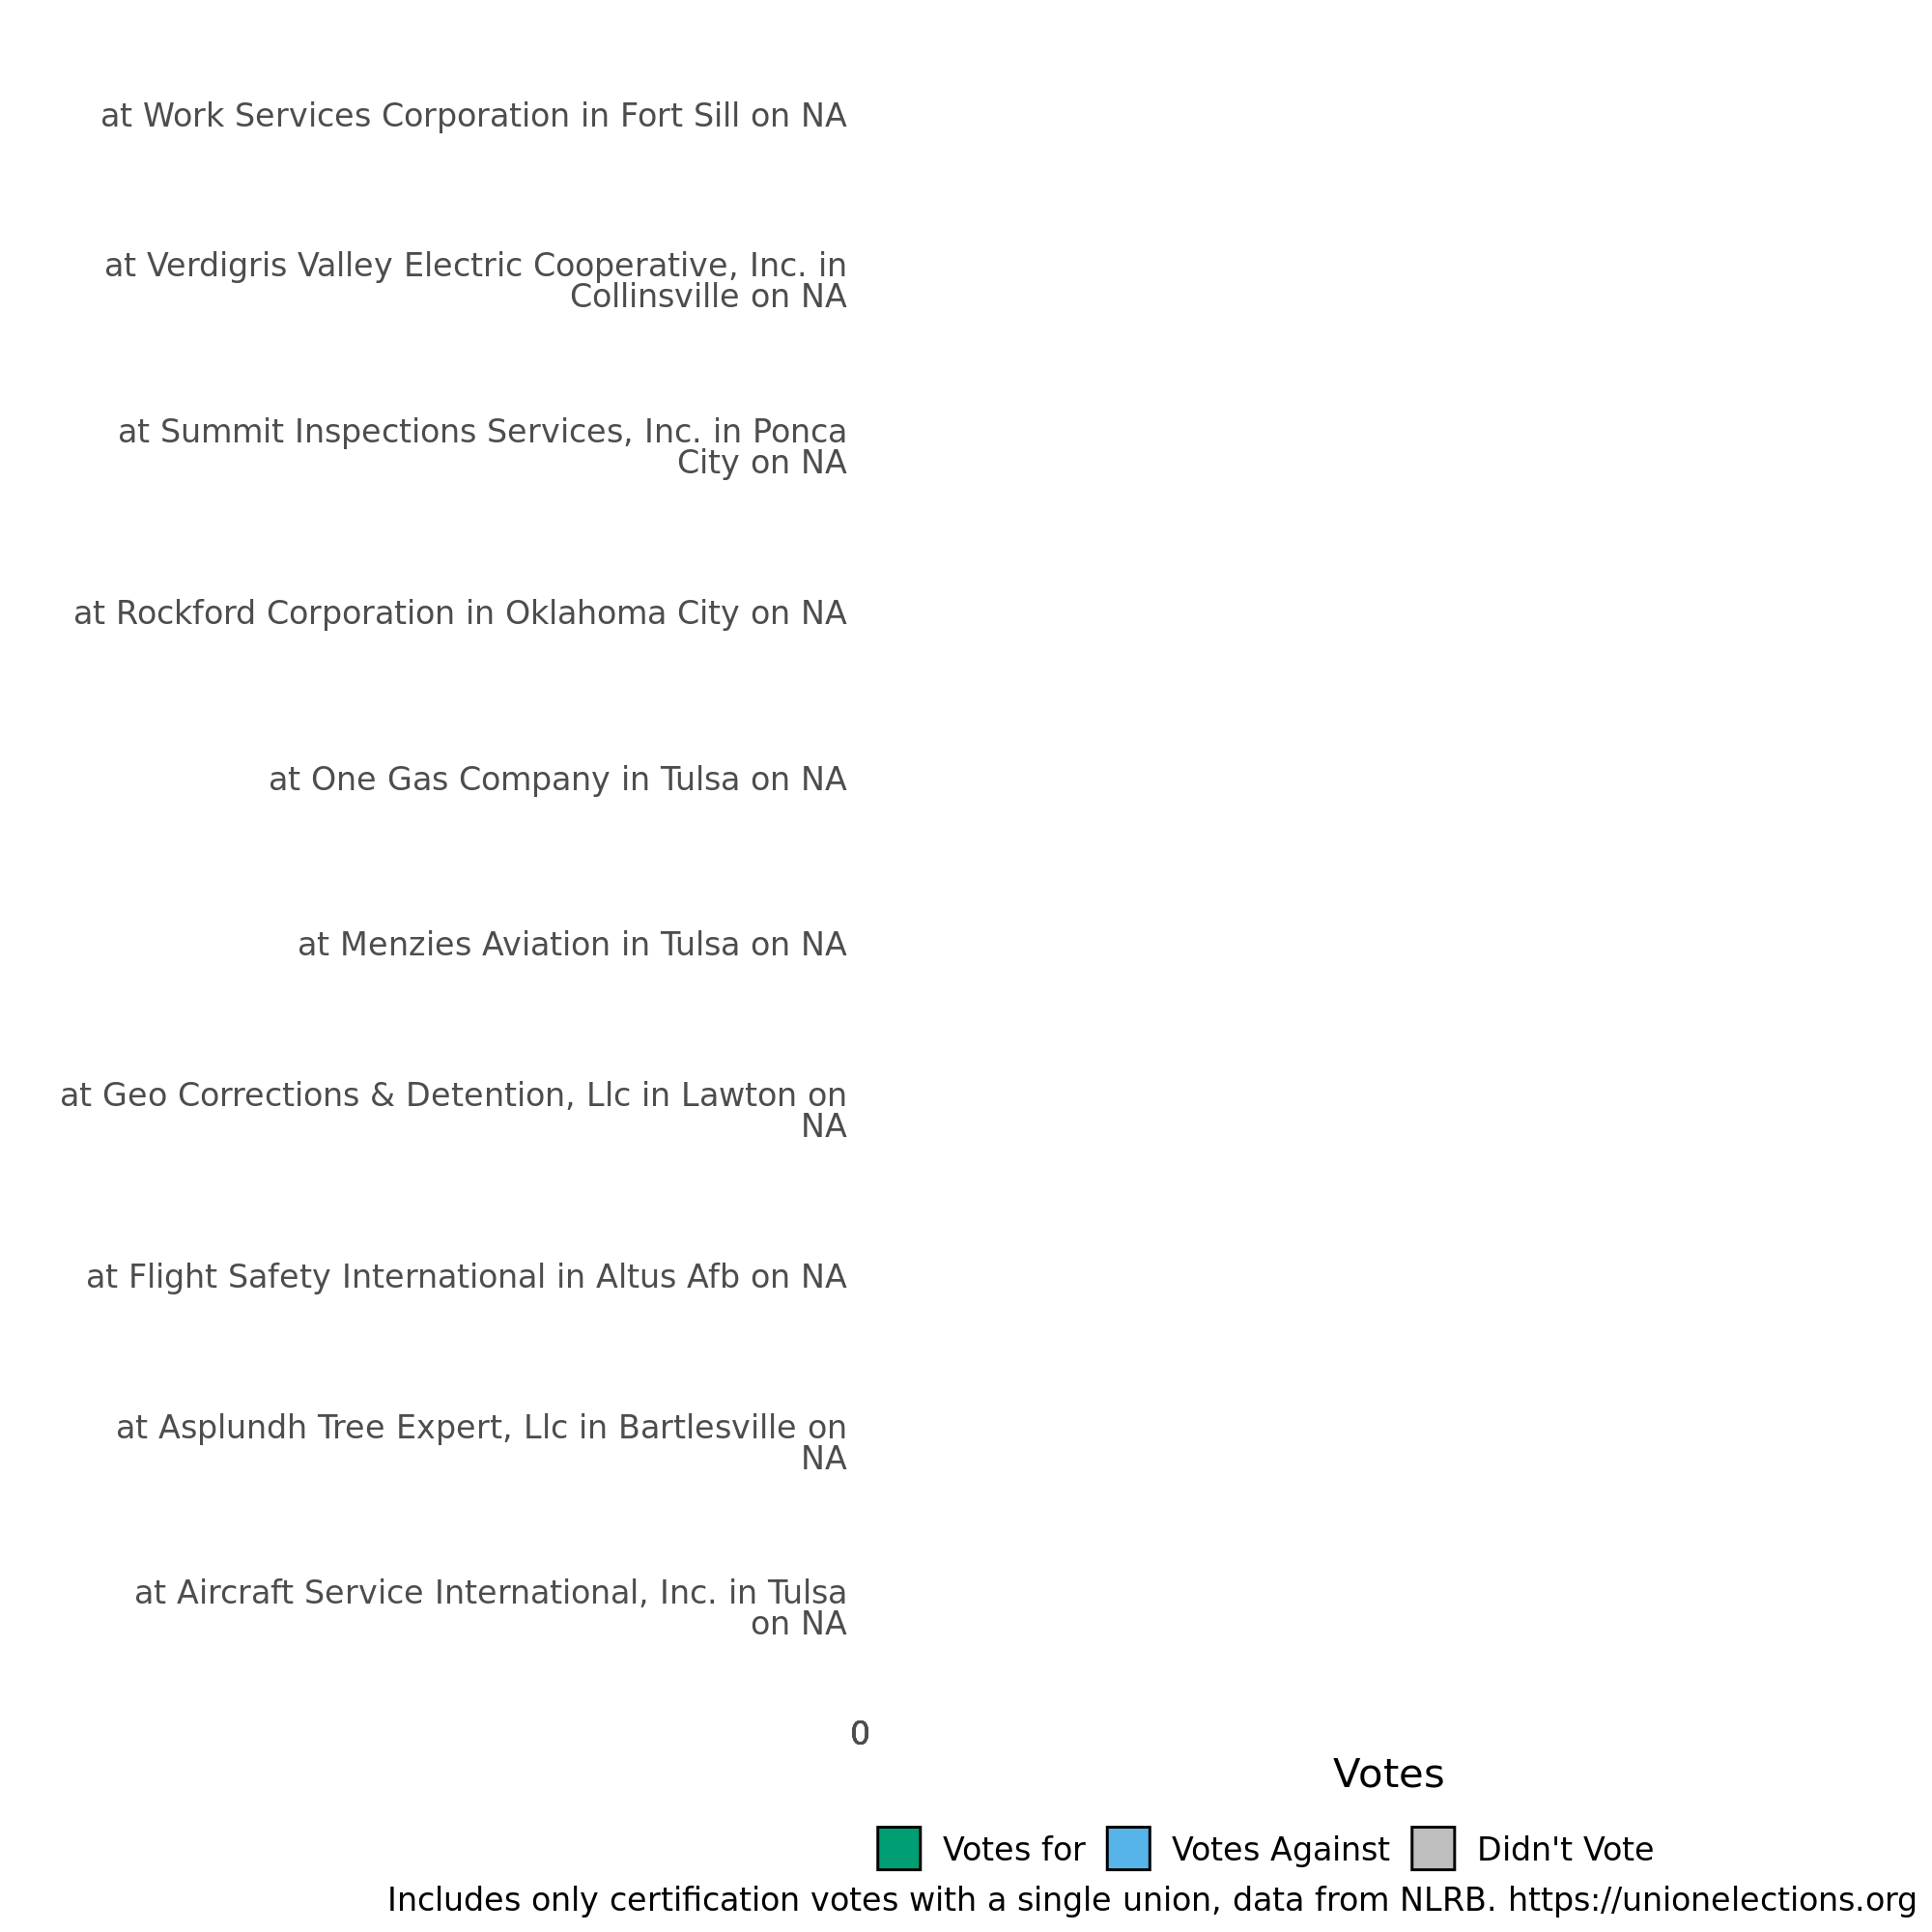 at Work Services Corporation in Fort Sill on NA
at Verdigris Valley Electric Cooperative, Inc. in
Collinsville on NA
at Summit Inspections Services, Inc. in Ponca
City on NA
at Rockford Corporation in Oklahoma City on NA
at One Gas Company in Tulsa on NA
at Menzies Aviation in Tulsa on NA
at Geo Corrections & Detention, Llc in Lawton on
NA
at Flight Safety International in Altus Afb on NA
at Asplundh Tree Expert, Llc in Bartlesville on
NA
at Aircraft Service International, Inc. in Tulsa
on NA
0
Votes
Votes for Votes Against Didn't Vote
Includes only certification votes with a single union, data from NLRB. https://unionelections.org